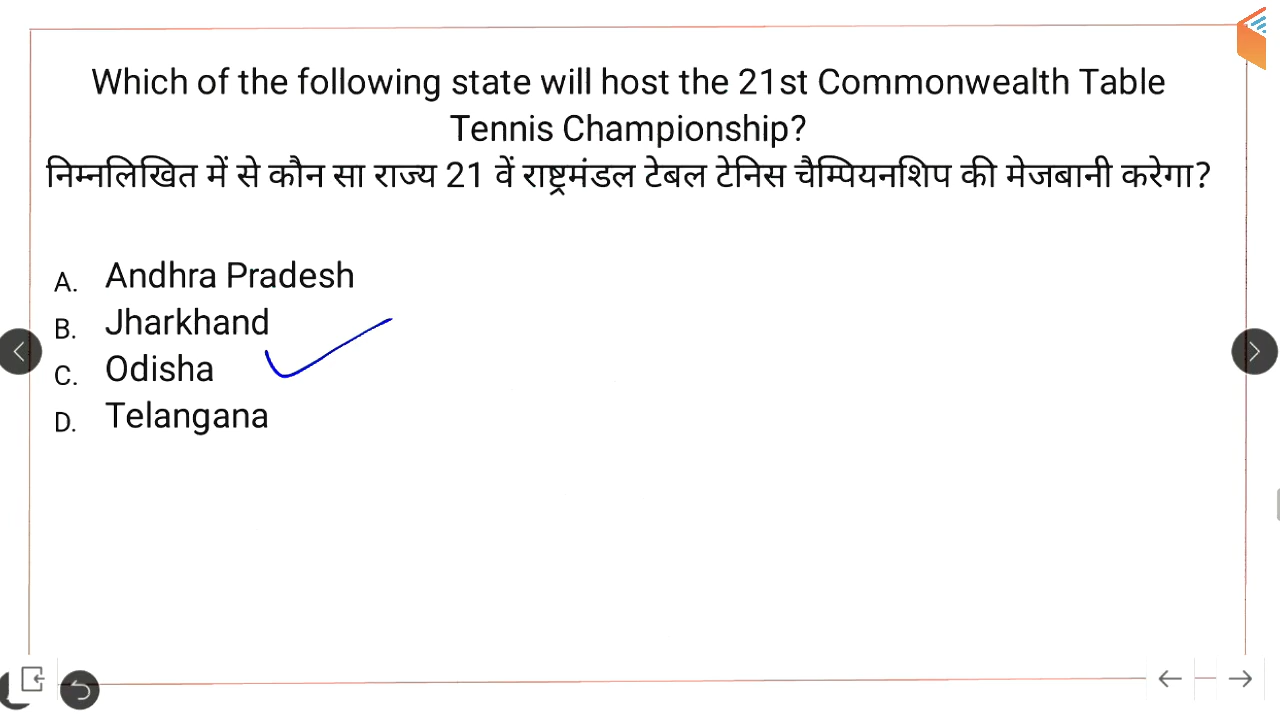 Which of the following state will host the 21st Commonwealth Table
Tennis Championship?
निम्नलिखित में से कौन सा राज्य 21 वें राष्ट्रमंडल टेबल टेनिस चैम्पियनशिप की मेजबानी करेगा?
A. Andhra Pradesh
B. Jharkhand
C. Odisha
D. Telangana